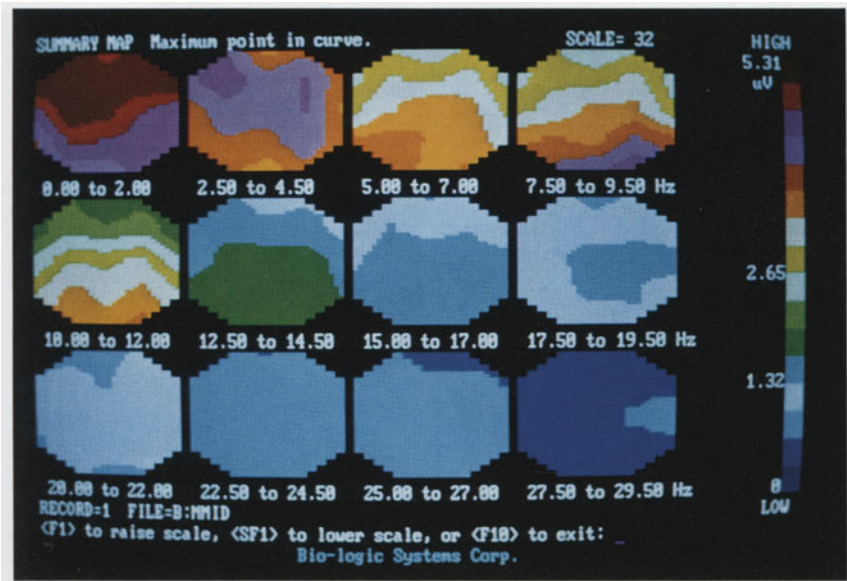 SUMMARY MAP Maximum point in curve. SCALE= 32
HIGH
5.31
uV
0.00 to 2.00 2.50 to 4.50 5.00 to 7.00 7.50 to 9.50 Hz
2.65
10.00 to 12.00 12.50 to 14.50 15.00 to 17.00 17.50 to 19.50 Hz
1.32
20.00 to 22.00 22.50 to 24.50 25.00 to 27.00 27.50 to 29.50 Hz
0
LOW
RECORD=1 FILE=B:MMID
<F1> to raise scale, <SF1> to lower scale, or <F10> to exit: _
Bio-logic Systems Corp.